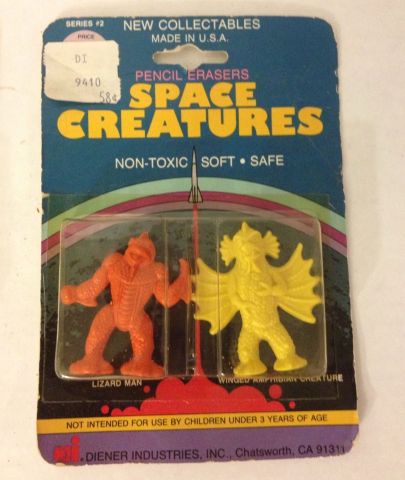 SERIES #2
NEW COLLECTABLES
MADE IN U.S.A.
PRICE
DI
9410
58¢
PENCIL ERASERS
SPACE
CREATURES
NON-TOXIC SOFT • SAFE
LIZARD MAN
WINGED AMPHIBIAN CREATURE
NOT INTENDED FOR USE BY CHILDREN UNDER 3 YEARS OF AGE
di DIENER INDUSTRIES, INC., Chatsworth, CA 91311